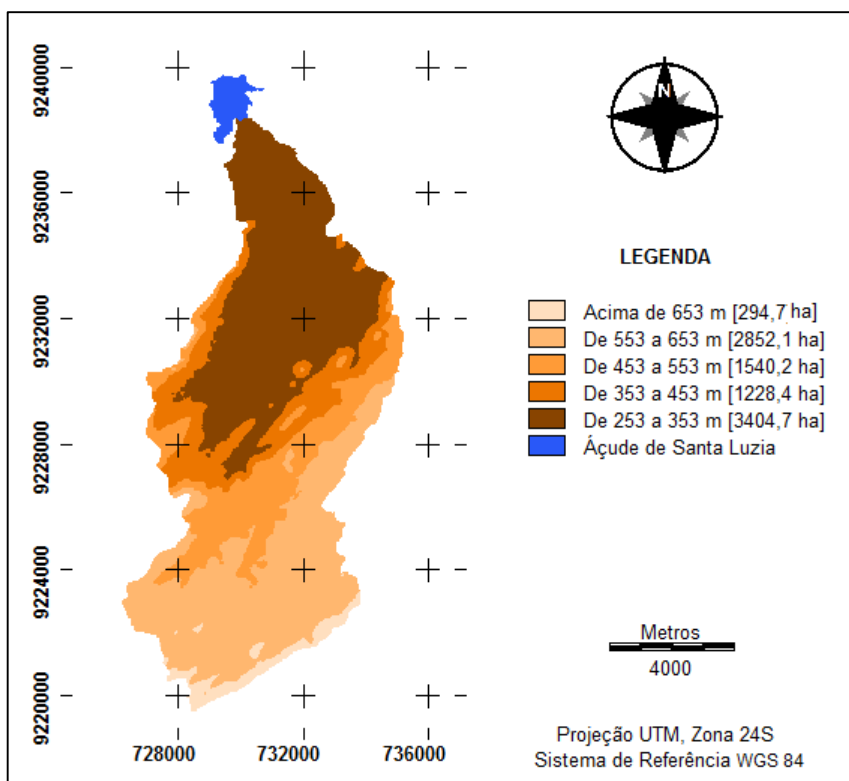 9240000
9236000
9232000
9228000
9224000
9220000
728000
732000
736000
N
LEGENDA
Acima de 653 m [294,7 ha]
De 553 a 653 m [2852,1 ha]
De 453 a 553 m [1540,2 ha]
De 353 a 453 m [1228,4 ha]
De 253 a 353 m [3404,7 ha]
Áçude de Santa Luzia
Metros
4000
Projeção UTM, Zona 24S
Sistema de Referência WGS 84